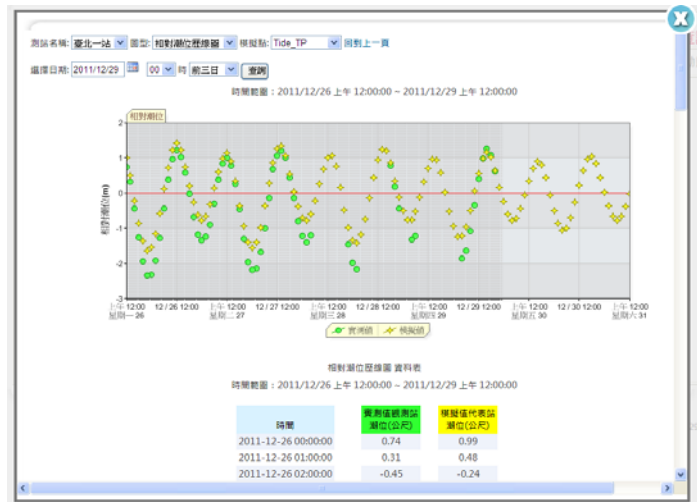 測站名稱: 臺北一站 圖型: 相對潮位歷線圖 模擬點: Tide_TP 回到上一頁
選擇日期: 2011/12/29 00 時 前三日 查詢
時間範圍：2011/12/26 上午 12:00:00 ~ 2011/12/29 上午 12:00:00
相對潮位
相對潮位(m)
2
1
0
-1
-2
-3
上午 12:00 12 / 26 12:00 上午 12:00 12 / 27 12:00 上午 12:00 12 / 28 12:00 上午 12:00 12 / 29 12:00 上午 12:00 12 / 30 12:00 上午 12:00
星期一 26 星期二 27 星期三 28 星期四 29 星期五 30 星期六 31
實測值 模擬值
相對潮位歷線圖 資料表
時間範圍：2011/12/26 上午 12:00:00 ~ 2011/12/29 上午 12:00:00
時間 實測值觀測站潮位(公尺) 模擬值代表站潮位(公尺)
2011-12-26 00:00:00 0.74 0.99
2011-12-26 01:00:00 0.31 0.48
2011-12-26 02:00:00 -0.45 -0.24